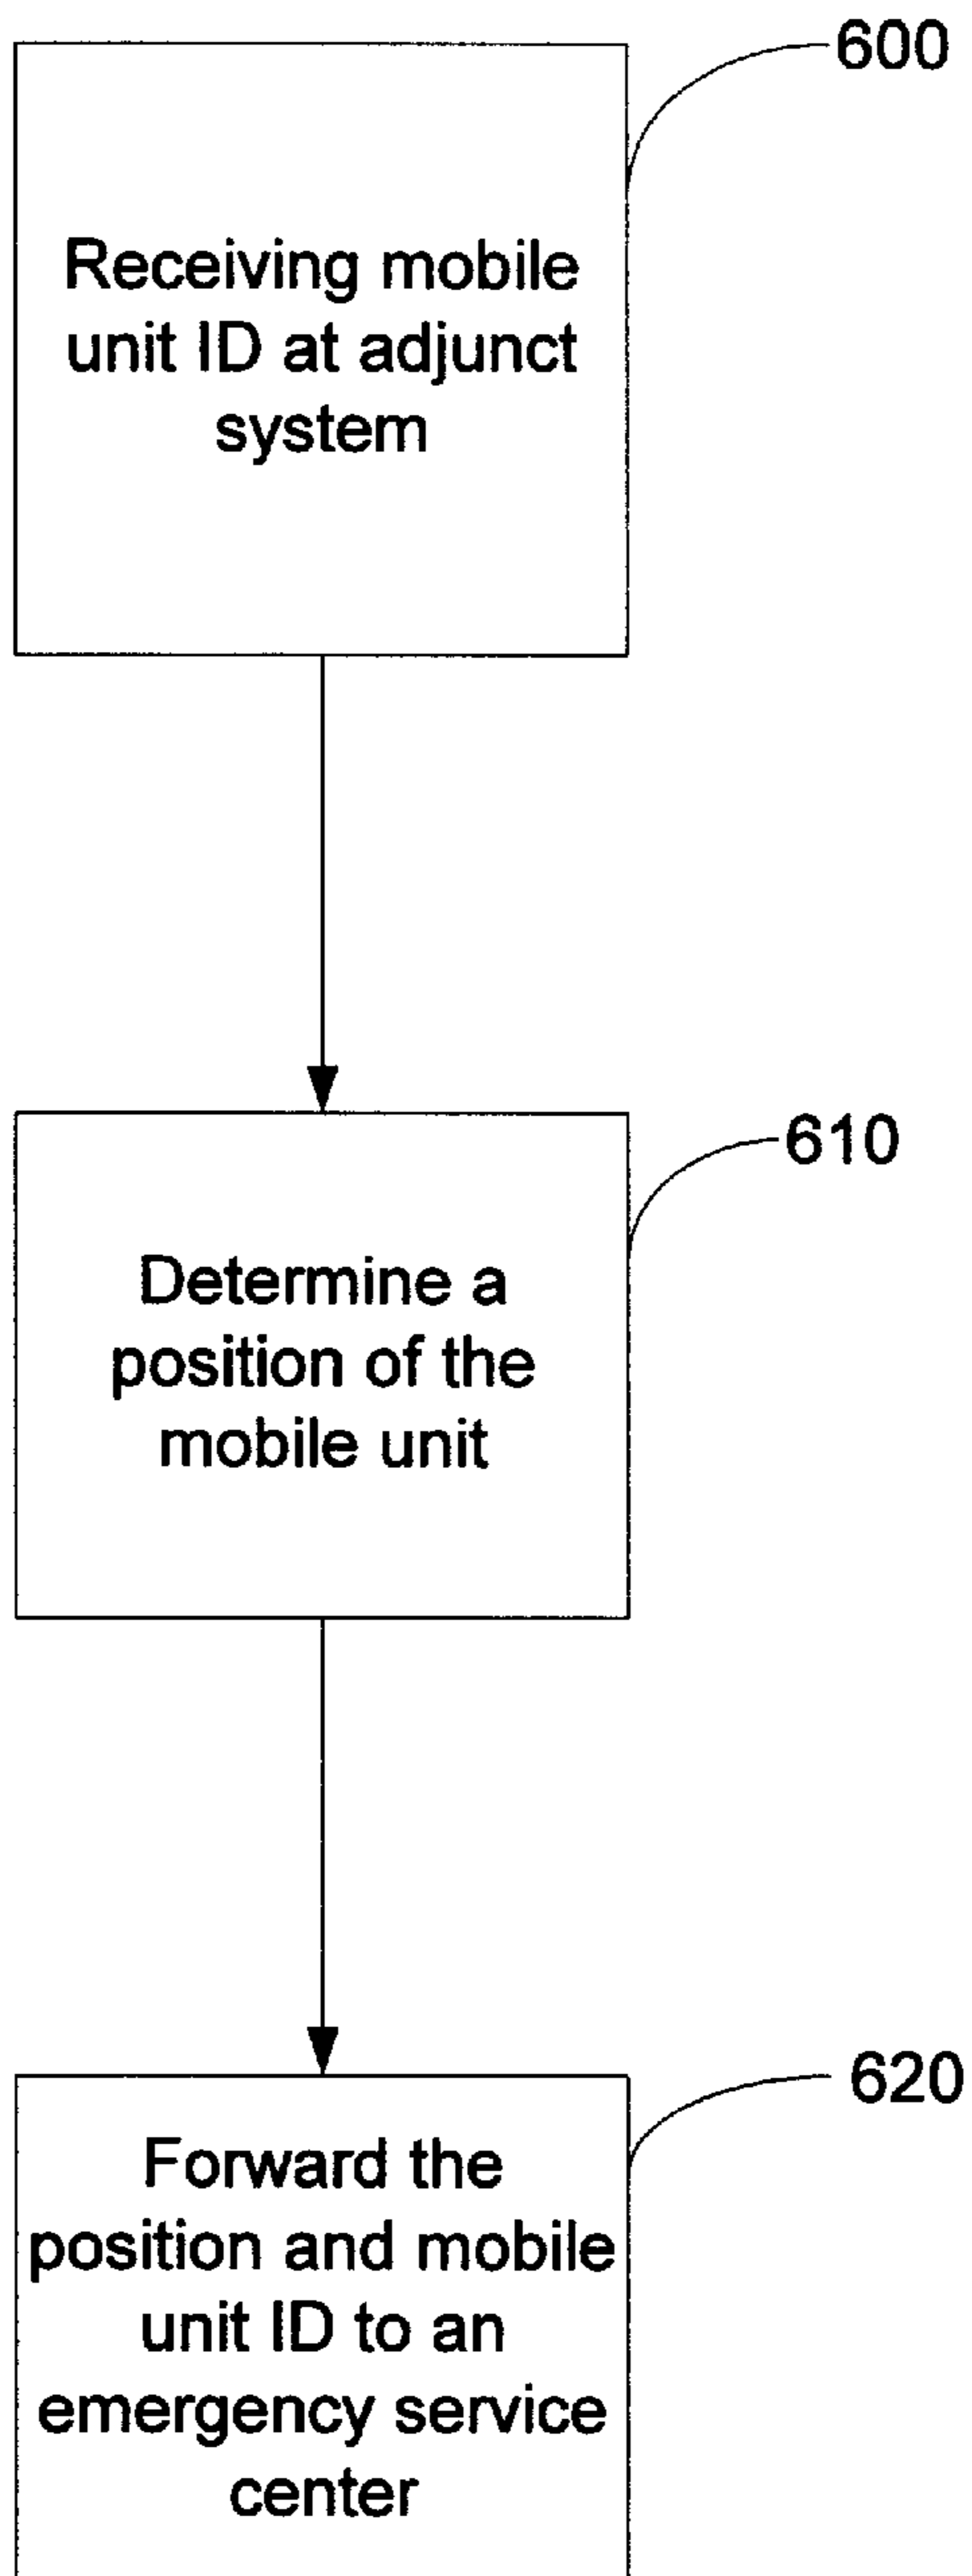 600
Receiving mobile
unit ID at adjunct
system
610
Determine a
position of the
mobile unit
620
Forward the
position and mobile
unit ID to an
emergency service
center